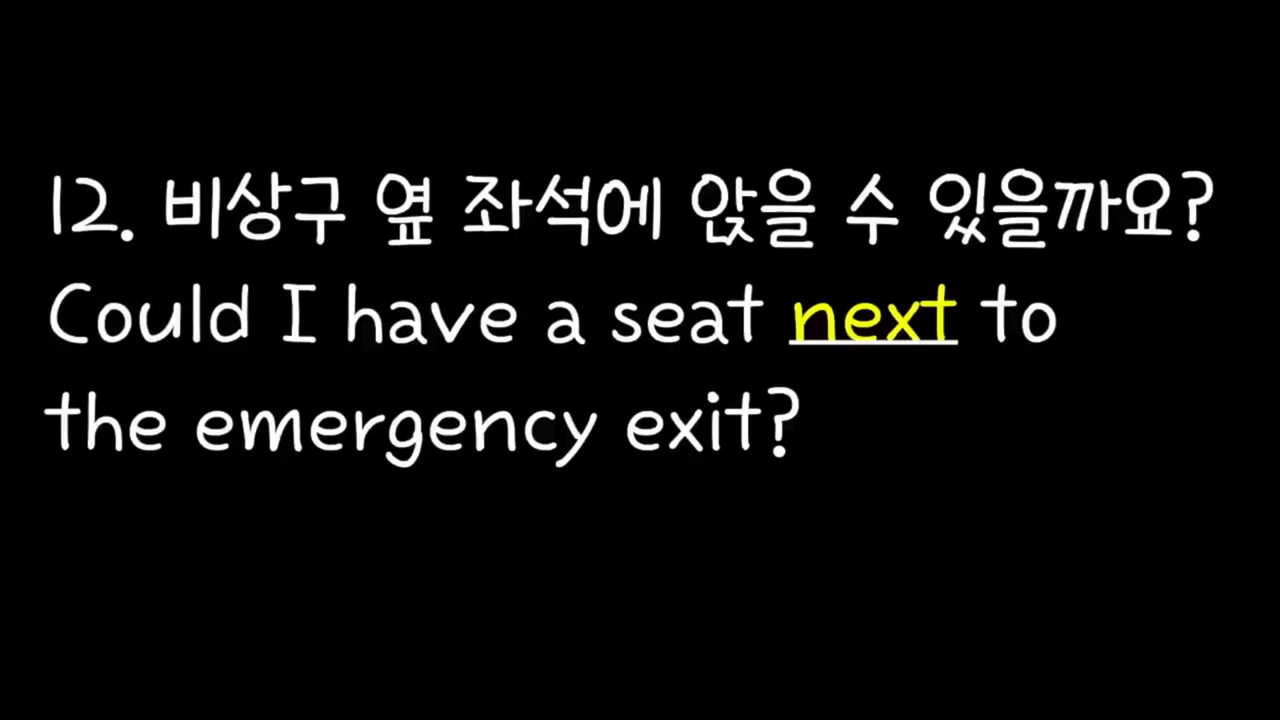 12. 비상구 옆 좌석에 앉을 수 있을까요?
Could I have a seat next to
the emergency exit?